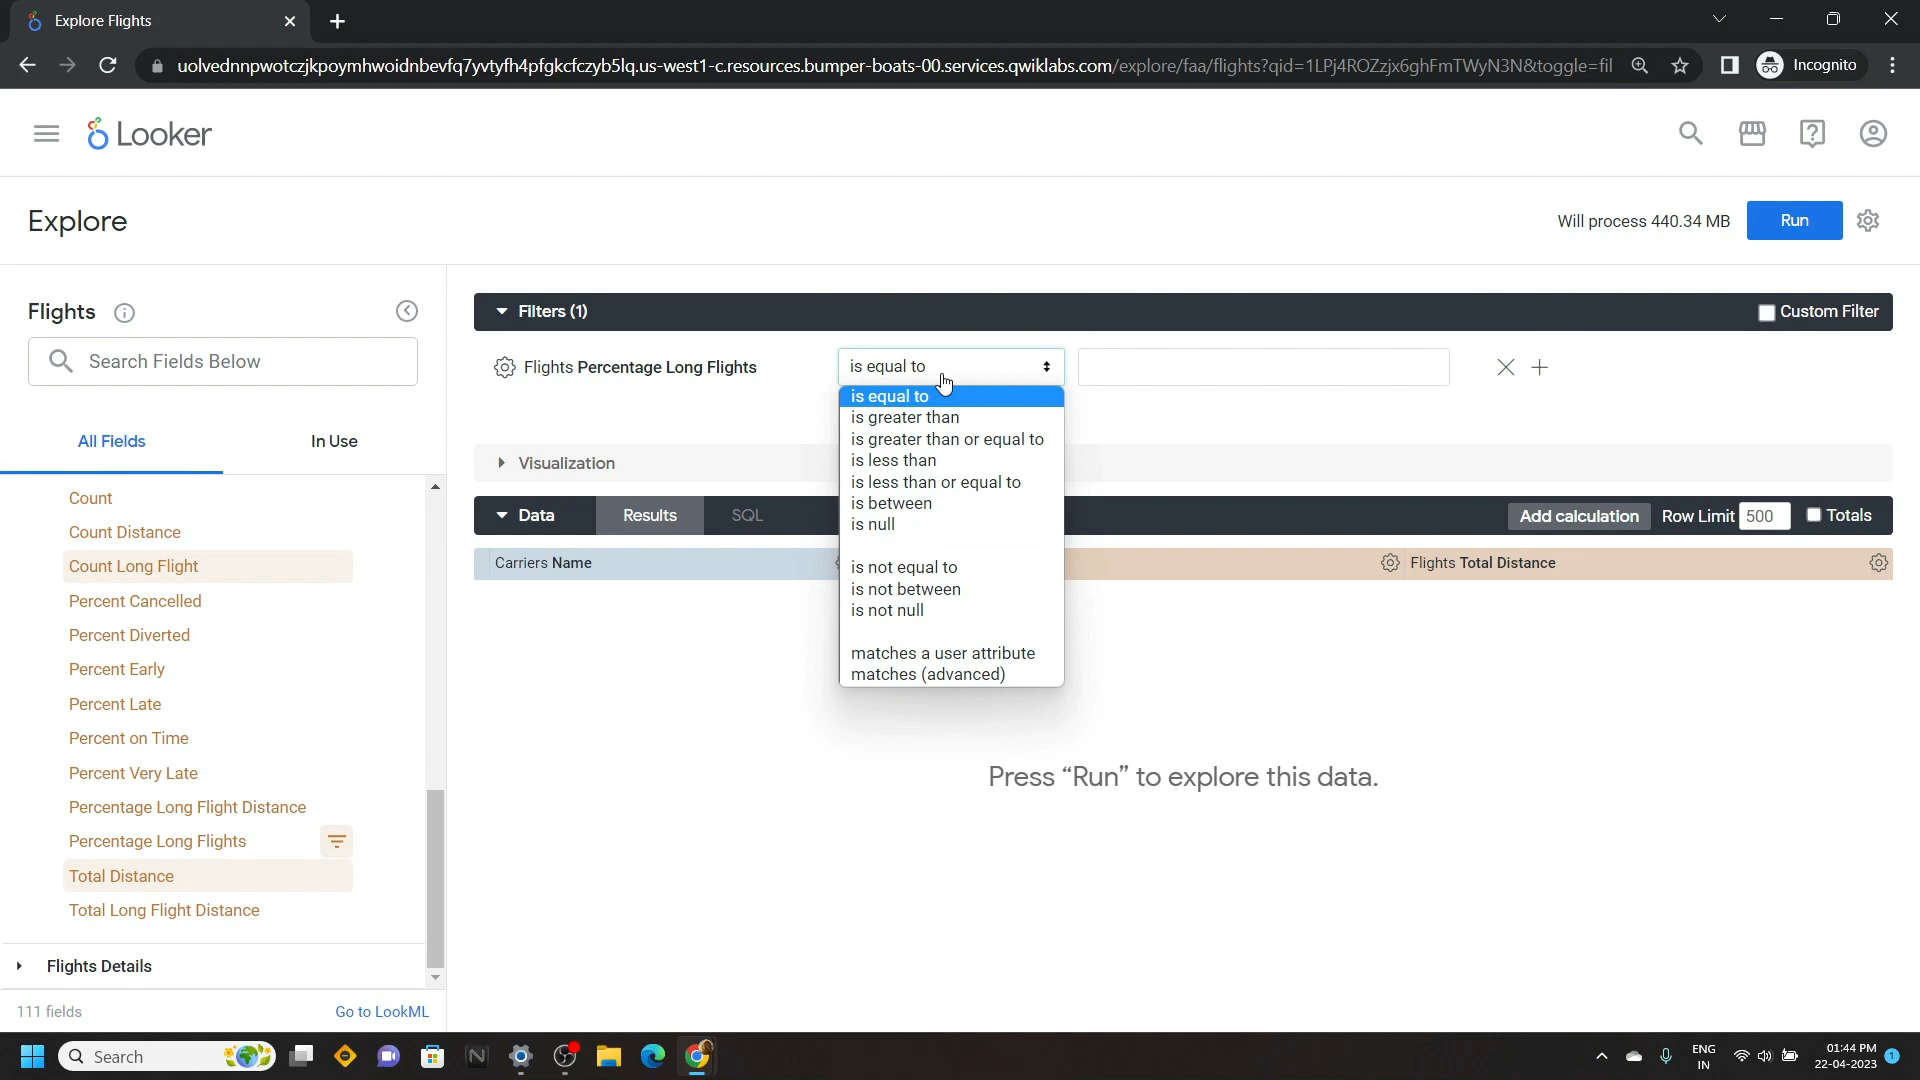 Explore Flights
uolvednnpwotczjkpoymhwoidnbevfq7yvtyfh4pfgkcfczyb5lq.us-west1-c.resources.bumper-boats-00.services.qwiklabs.com/explore/faa/flights?qid=1LPj4ROZzjx6ghFmTWyN3N&toggle=fil
Incognito
Looker
Explore
Will process 440.34 MB
Run
Flights
Search Fields Below
All Fields
In Use
Count
Count Distance
Count Long Flight
Percent Cancelled
Percent Diverted
Percent Early
Percent Late
Percent on Time
Percent Very Late
Percentage Long Flight Distance
Percentage Long Flights
Total Distance
Total Long Flight Distance
Flights Details
111 fields
Go to LookML
Filters (1)
Custom Filter
Flights Percentage Long Flights
is equal to
is equal to
is greater than
is greater than or equal to
is less than
is less than or equal to
is between
is null
is not equal to
is not between
is not null
matches a user attribute
matches (advanced)
Visualization
Data
Results
SQL
Add calculation
Row Limit 500
Totals
Carriers Name
Flights Total Distance
Press “Run” to explore this data.
Search
ENG
IN
01:44 PM
22-04-2023
1